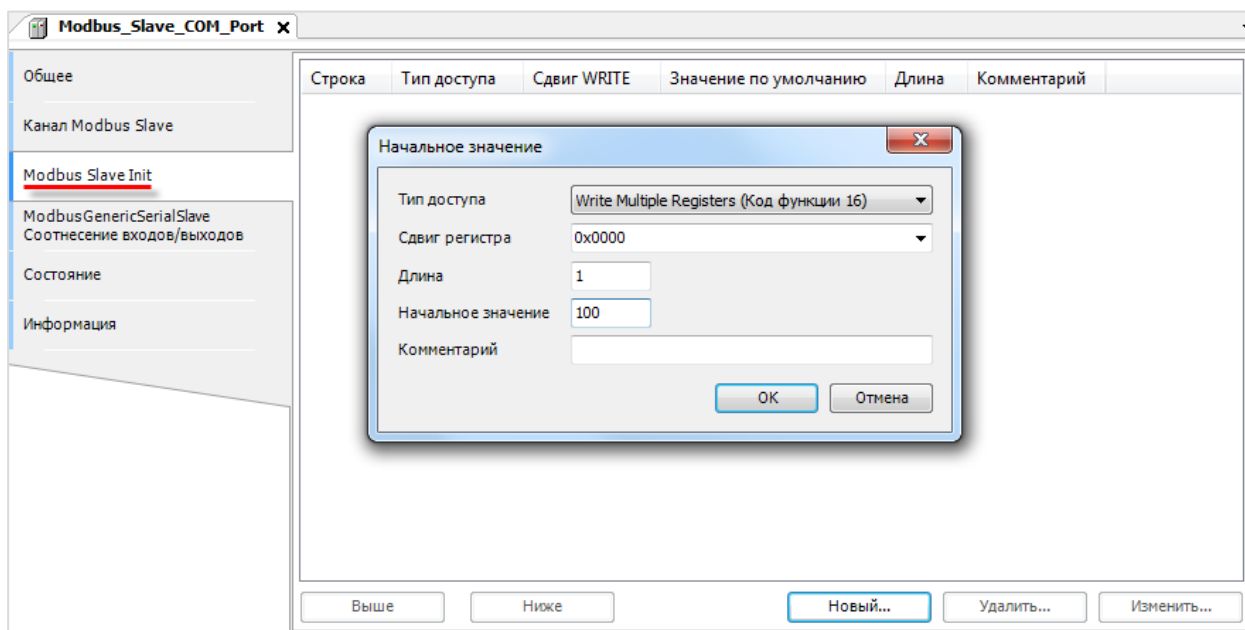 Modbus_Slave_COM_Port
Общее
Канал Modbus Slave
Modbus Slave Init
ModbusGenericSerialSlave
Соотнесение входов/выходов
Состояние
Информация
Строка Тип доступа Сдвиг WRITE Значение по умолчанию Длина Комментарий
Начальное значение
Тип доступа Write Multiple Registers (Код функции 16)
Сдвиг регистра 0x0000
Длина 1
Начальное значение 100
Комментарий
OK Отмена
Выше Ниже Новый... Удалить... Изменить...